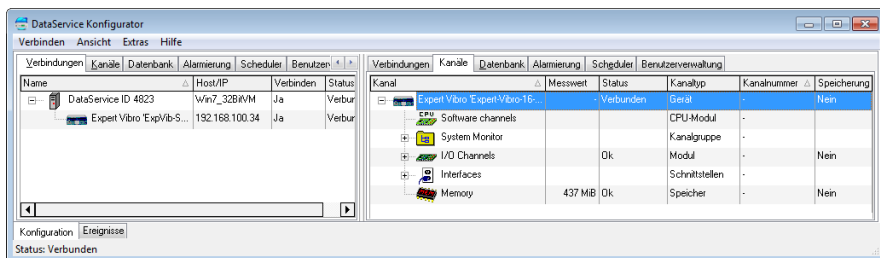 DataService Konfigurator
Verbinden Ansicht Extras Hilfe
Verbindungen Kanäle Datenbank Alarmierung Scheduler Benutzer
Name Host/IP Verbinden Status
DataService ID 4823 Win7_32BitVM Ja Verbur
Expert Vibro 'ExpVib-S... 192.168.100.34 Ja Verbur
Verbindungen Kanäle Datenbank Alarmierung Scheduler Benutzerverwaltung
Kanal Messwert Status Kanaltyp Kanalnummer Speicherung
Expert Vibro 'Expert-Vibro-16-... - Verbunden Gerät - Nein
Software channels CPU-Modul -
System Monitor Kanalgruppe -
I/O Channels Ok Modul - Nein
Interfaces Schnittstellen -
Memory 437 MiB Ok Speicher - Nein
Konfiguration Ereignisse
Status: Verbunden